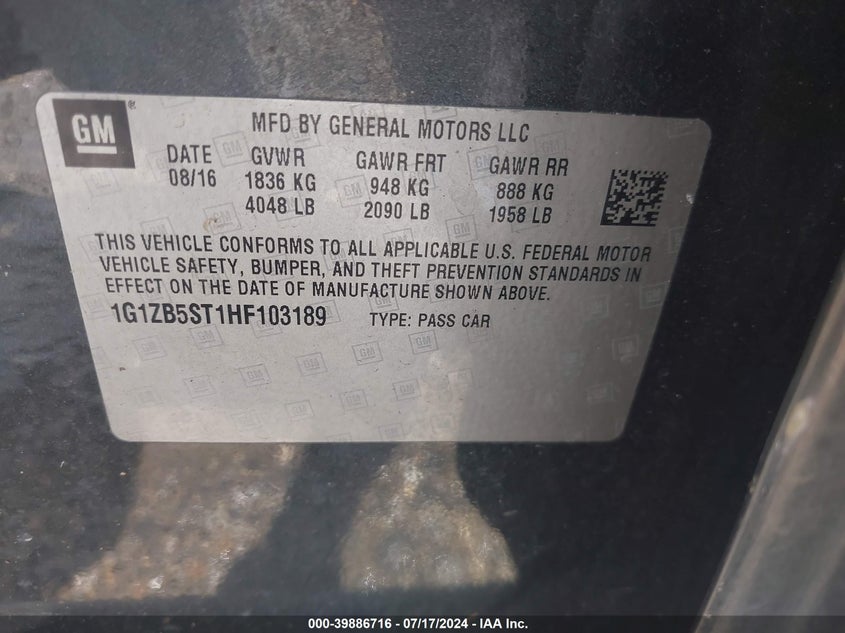 GM
MFD BY GENERAL MOTORS LLC
DATE GVWR GAWR FRT GAWR RR
08/16 1836 KG 948 KG 888 KG
4048 LB 2090 LB 1958 LB
THIS VEHICLE CONFORMS TO ALL APPLICABLE U.S. FEDERAL MOTOR
VEHICLE SAFETY, BUMPER, AND THEFT PREVENTION STANDARDS IN
EFFECT ON THE DATE OF MANUFACTURE SHOWN ABOVE.
1G1ZB5ST1HF103189 TYPE: PASS CAR
000-39886716 - 07/17/2024 - IAA Inc.